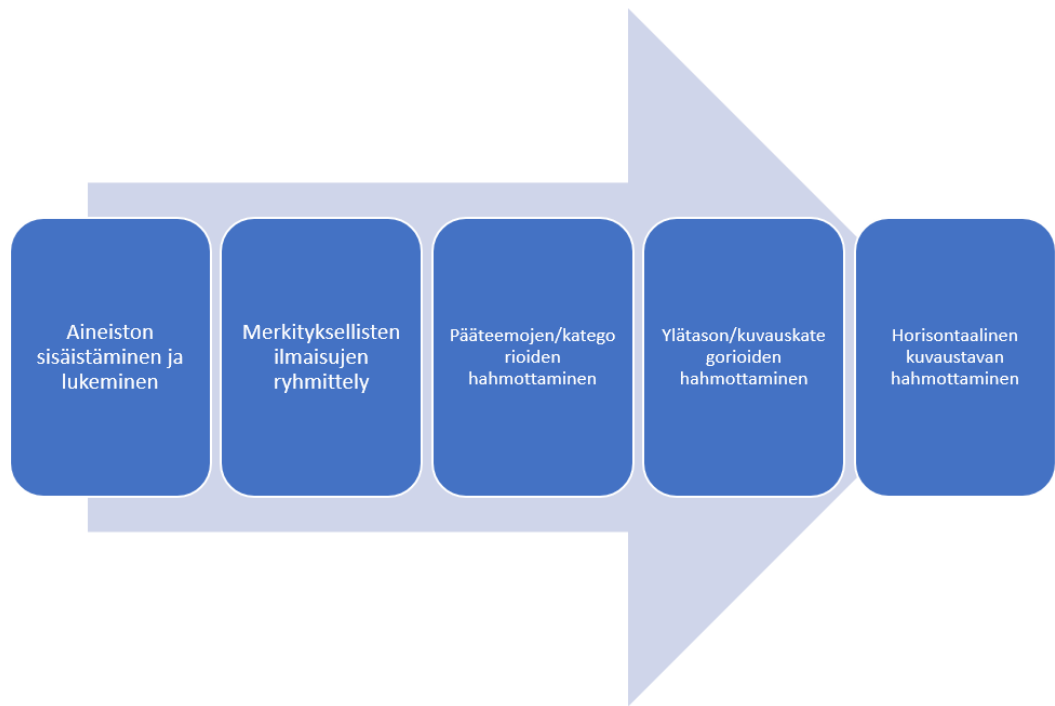 Aineiston
sisäistäminen ja
lukeminen
Merkityksellisten
ilmaisujen
ryhmittely
Pääteemojen/katego
rioiden
hahmottaminen
Ylätason/kuvauskate
gorioiden
hahmottaminen
Horisontaalinen
kuvaustavan
hahmottaminen